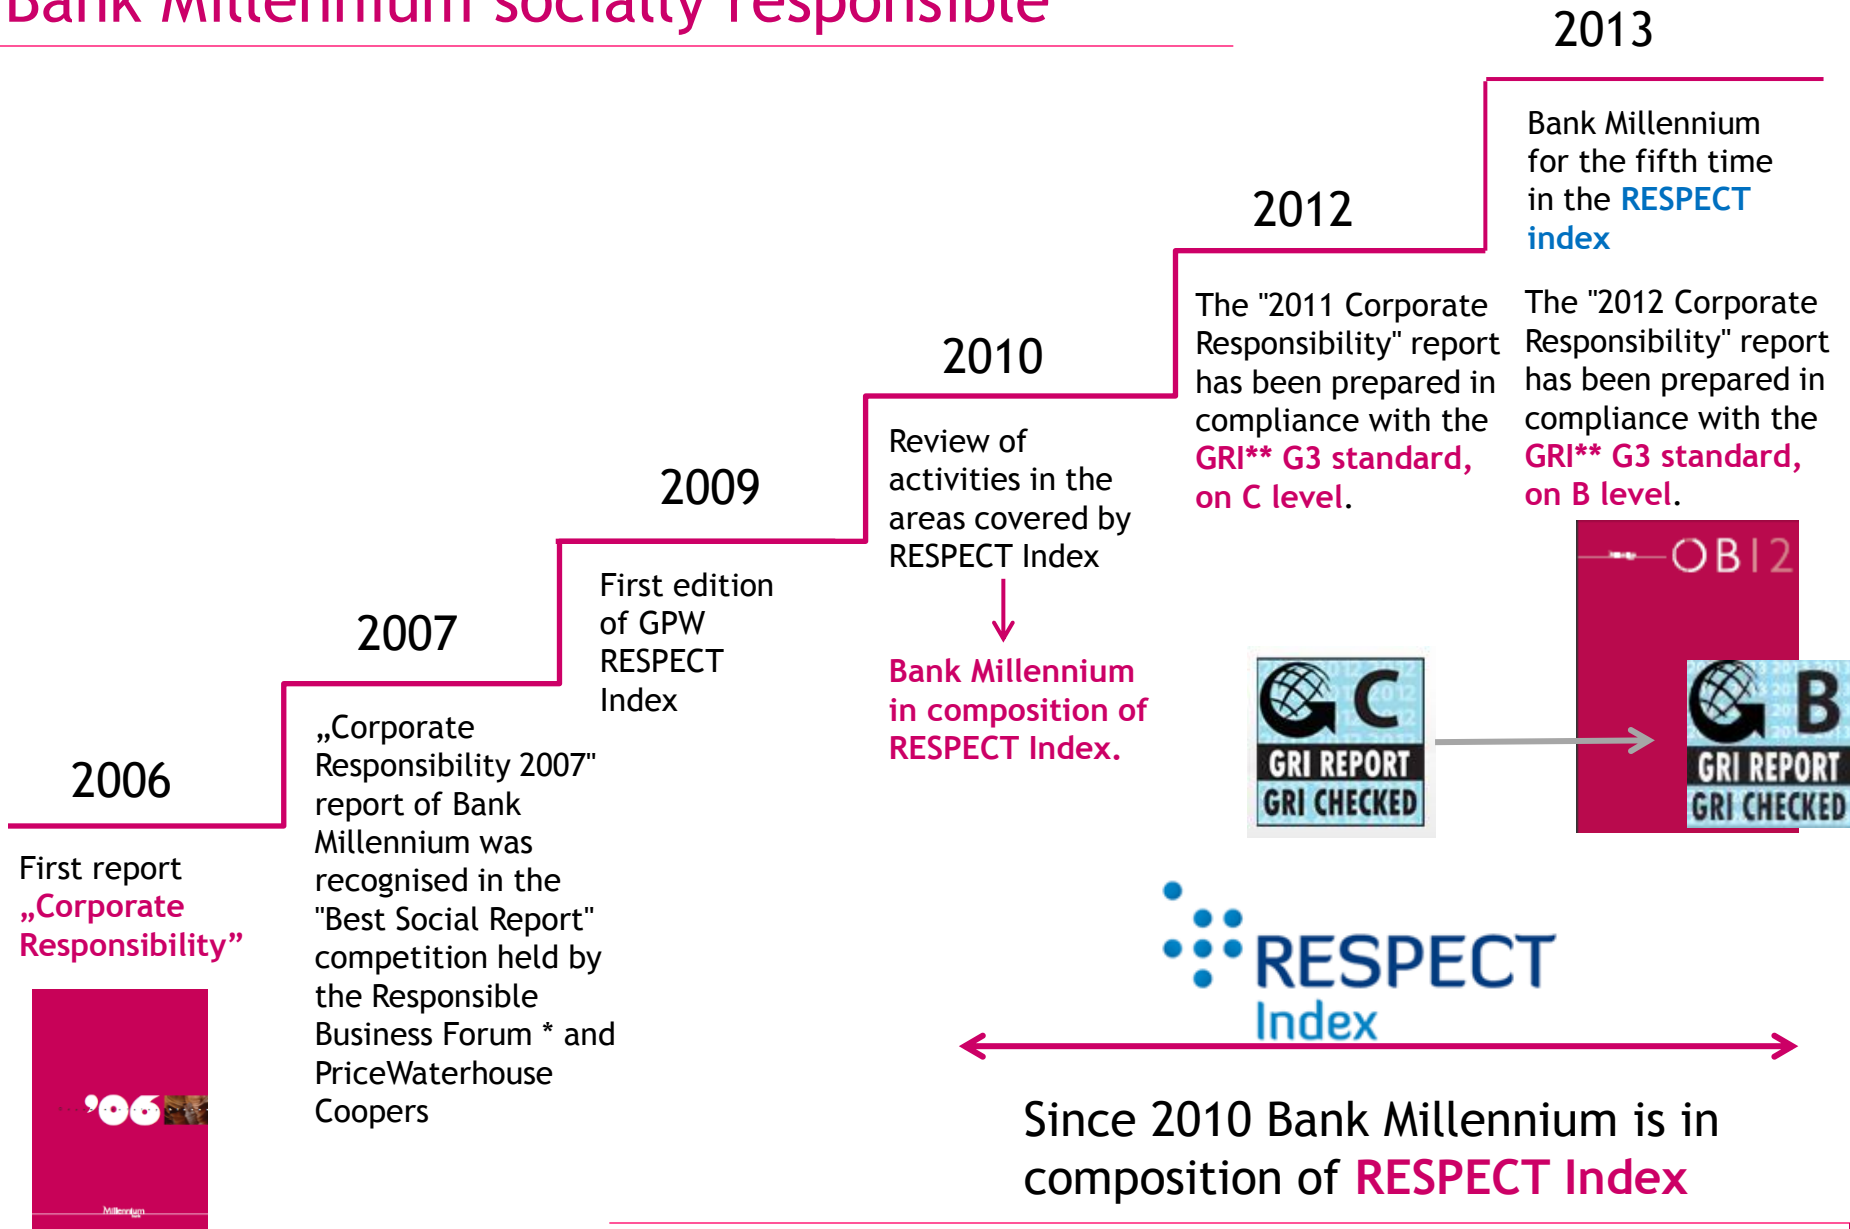 Bank Millennium socially responsible
2006
First report
„Corporate
Responsibility”
'06
Millennium
bank
2007
„Corporate
Responsibility 2007"
report of Bank
Millennium was
recognised in the
"Best Social Report"
competition held by
the Responsible
Business Forum * and
PriceWaterhouse
Coopers
2009
First edition
of GPW
RESPECT
Index
2010
Review of
activities in the
areas covered by
RESPECT Index
Bank Millennium
in composition of
RESPECT Index.
2012
The "2011 Corporate
Responsibility" report
has been prepared in
compliance with the
GRI** G3 standard,
on C level.
C
GRI REPORT
GRI CHECKED
2013
Bank Millennium
for the fifth time
in the RESPECT
index
The "2012 Corporate
Responsibility" report
has been prepared in
compliance with the
GRI** G3 standard,
on B level.
OB12
B
GRI REPORT
GRI CHECKED
RESPECT
Index
Since 2010 Bank Millennium is in
composition of RESPECT Index